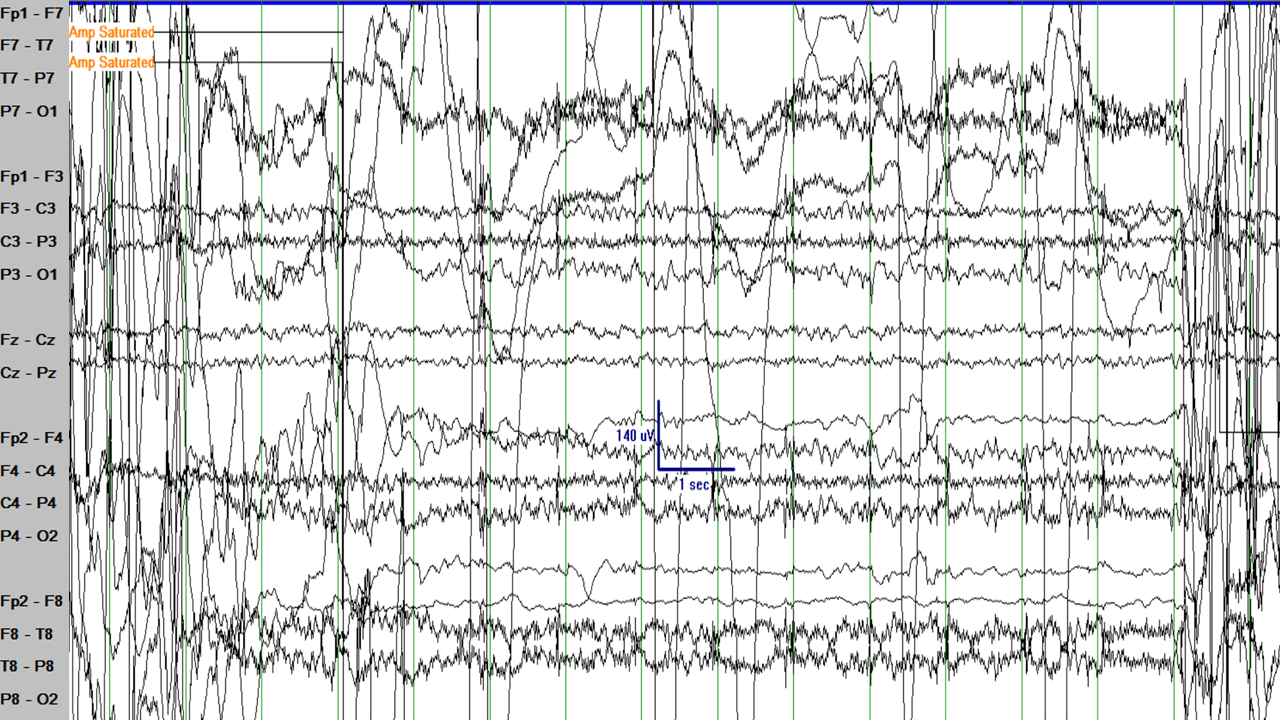 Fp1 - F7
Amp Saturated
F7 - T7
Amp Saturated
T7 - P7
P7 - O1
Fp1 - F3
F3 - C3
C3 - P3
P3 - O1
Fz - Cz
Cz - Pz
Fp2 - F4
140 uV
F4 - C4
1 sec
C4 - P4
P4 - O2
Fp2 - F8
F8 - T8
T8 - P8
P8 - O2